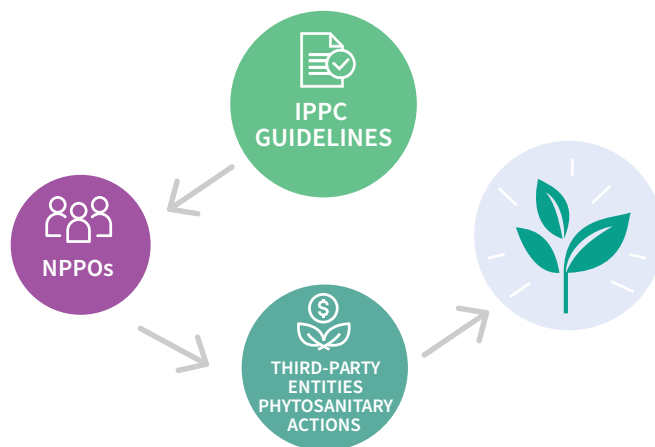 IPPC
GUIDELINES
NPPOs
$
THIRD-PARTY
ENTITIES
PHYTOSANITARY
ACTIONS